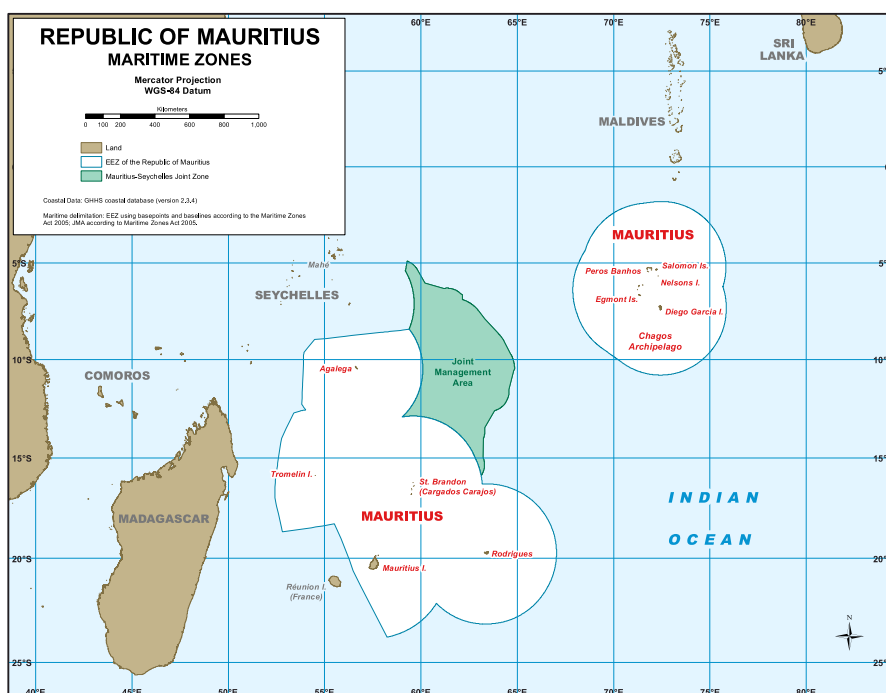 REPUBLIC OF MAURITIUS
MARITIME ZONES
Mercator Projection
WGS-84 Datum
Kilometers
0 100 200 400 600 800 1,000
Land
EEZ of the Republic of Mauritius
Mauritius-Seychelles Joint Zone
Coastal Data: GHHS coastal database (version 2.3.4)
Maritime delimitation: EEZ using basepoints and baselines according to the Maritime Zones
Act 2005; JMA according to Maritime Zones Act 2005.
60°E
65°E
70°E
75°E
80°E
SRI
LANKA
MALDIVES
MAURITIUS
Peros Banhos
Salomon Is.
Nelsons I.
Egmont Is.
Diego Garcia I.
Chagos
Archipelago
Mahé
SEYCHELLES
5°S
10°S
Agalega
Joint
Management
Area
COMOROS
10°S
15°S
Tromelin I.
St. Brandon
(Cargados Carajos)
15°S
MAURITIUS
MADAGASCAR
INDIAN
OCEAN
20°S
Rodrigues
Mauritius I.
Réunion I.
(France)
20°S
N
25°S
40°E
45°E
50°E
55°E
60°E
65°E
70°E
75°E
80°E